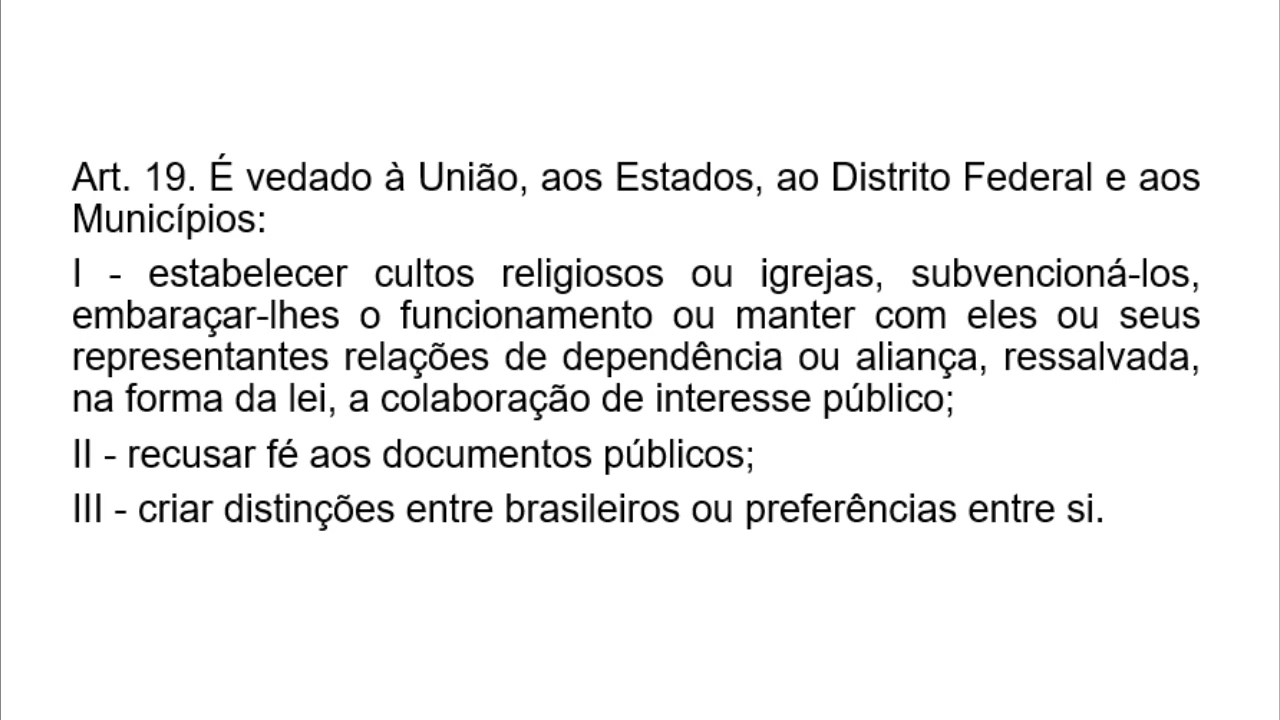 Art. 19. É vedado à União, aos Estados, ao Distrito Federal e aos
Municípios:
I - estabelecer cultos religiosos ou igrejas, subvencioná-los,
embaraçar-lhes o funcionamento ou manter com eles ou seus
representantes relações de dependência ou aliança, ressalvada,
na forma da lei, a colaboração de interesse público;
II - recusar fé aos documentos públicos;
III - criar distinções entre brasileiros ou preferências entre si.